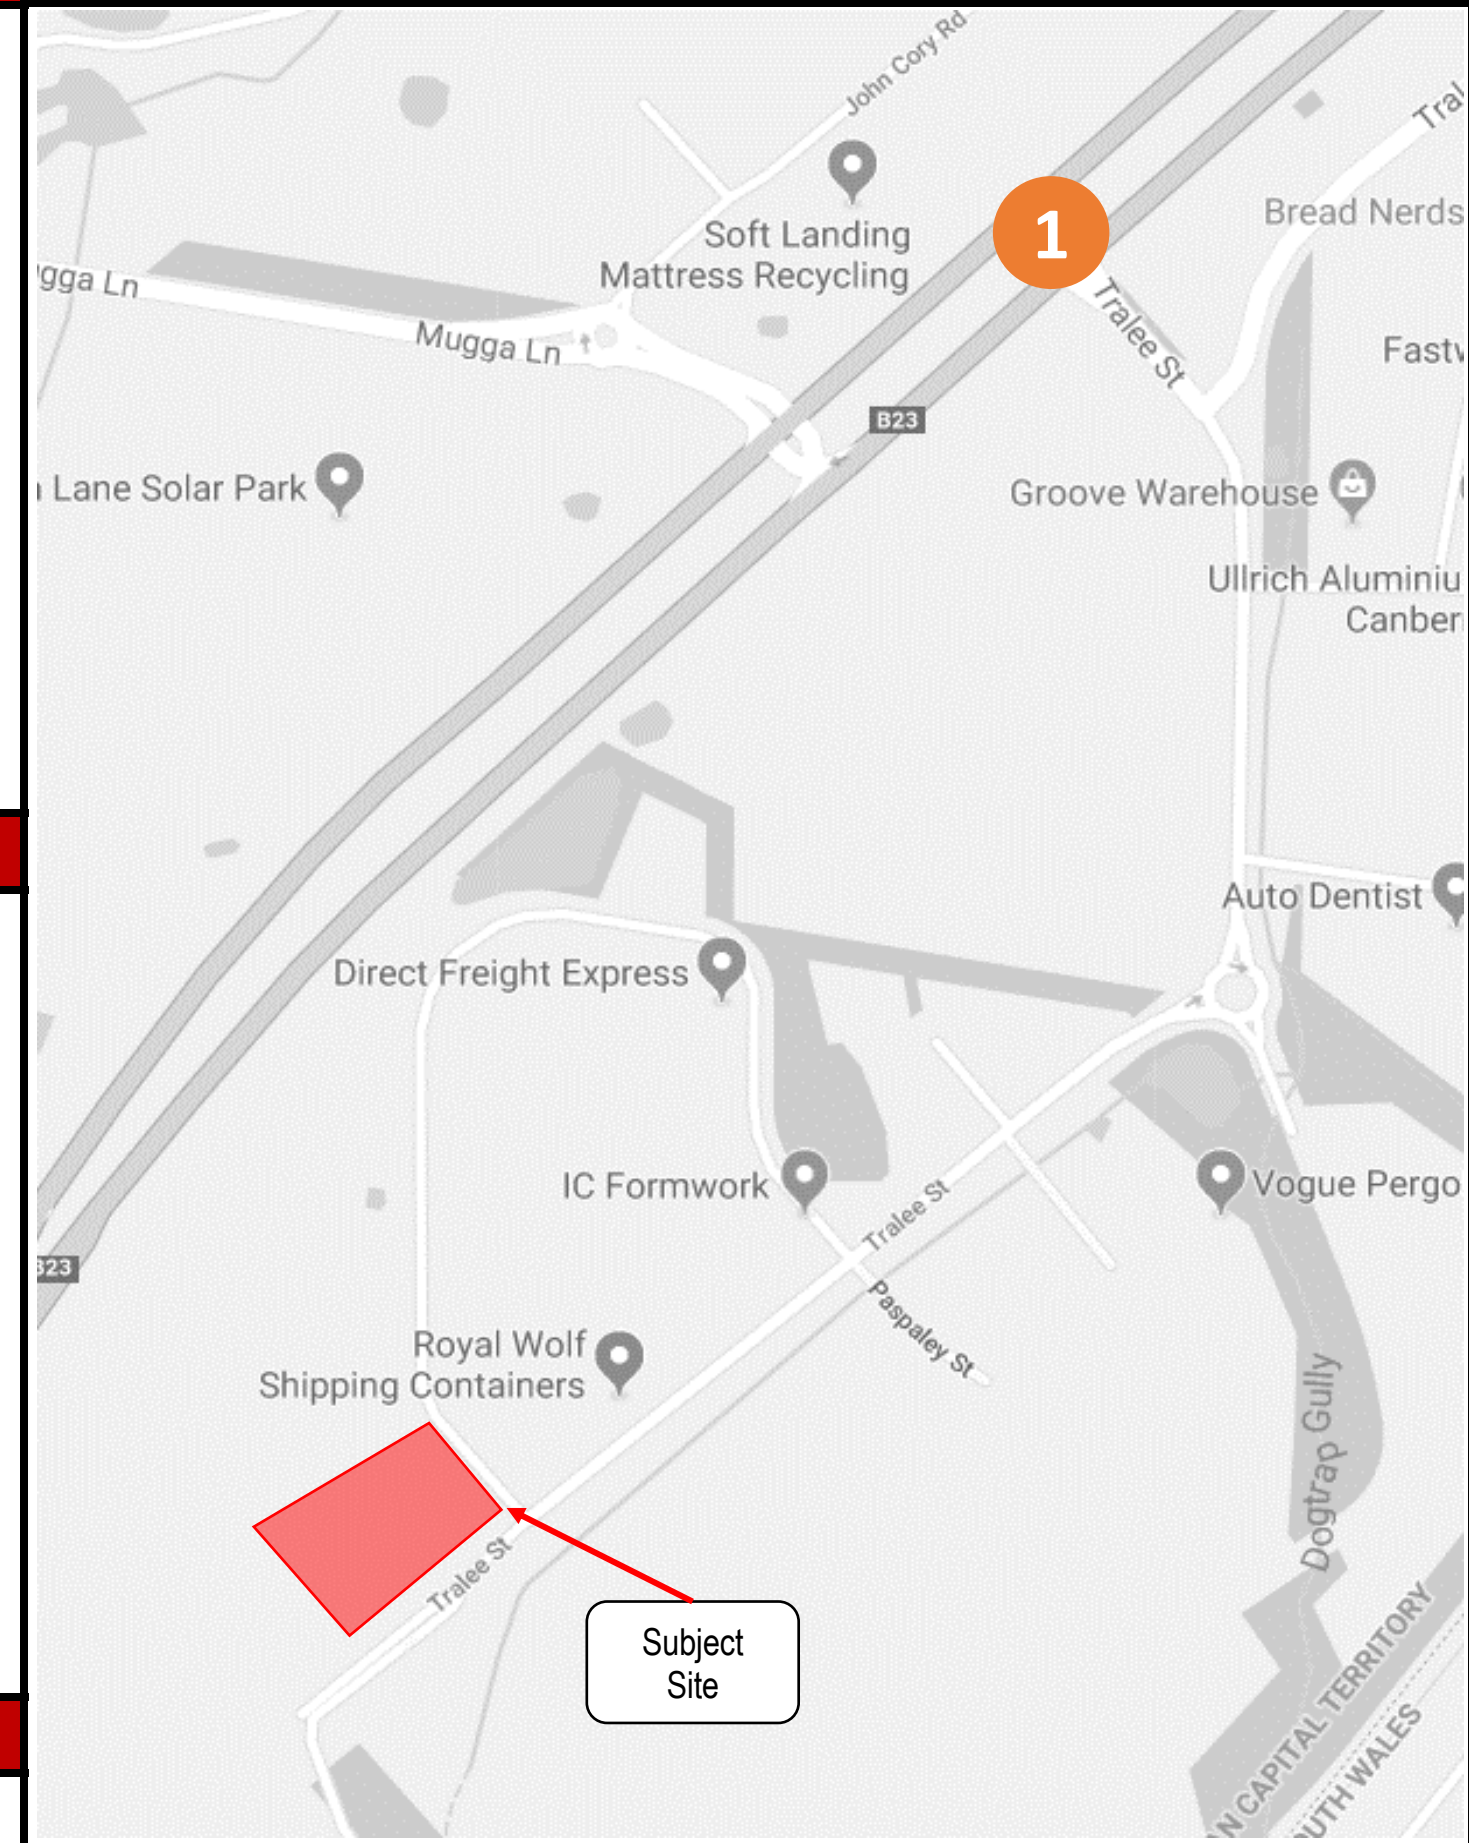 John Cory Rd
Tral
Soft Landing
Mattress Recycling
1
Bread Nerds
gga Ln
Mugga Ln
Tralee St
Fast
B23
Lane Solar Park
Groove Warehouse
Ullrich Aluminiu
Canber
Auto Dentist
Direct Freight Express
IC Formwork
Tralee St
Vogue Pergo
B23
Paspaley St
Royal Wolf
Shipping Containers
Dogtrap Gully
Tralee St
Subject
Site
N CAPITAL TERRITORY
UTH WALES